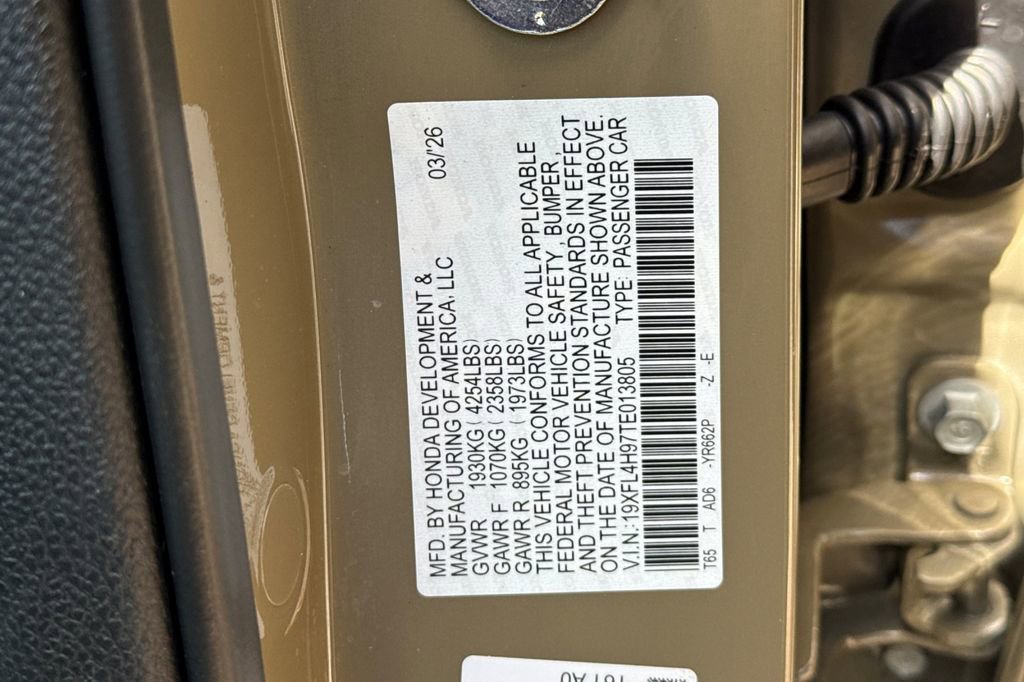 MFD. BY HONDA DEVELOPMENT &
MANUFACTURING OF AMERICA, LLC 03/'26
GVWR 1930KG ( 4254LBS)
GAWR F 1070KG ( 2358LBS)
GAWR R 895KG ( 1973LBS)
THIS VEHICLE CONFORMS TO ALL APPLICABLE
FEDERAL MOTOR VEHICLE SAFETY, BUMPER,
AND THEFT PREVENTION STANDARDS IN EFFECT
ON THE DATE OF MANUFACTURE SHOWN ABOVE.
V.I.N.:19XFL4H97TE013805 TYPE: PASSENGER CAR
T65 T AD6 -YR662P -Z -E